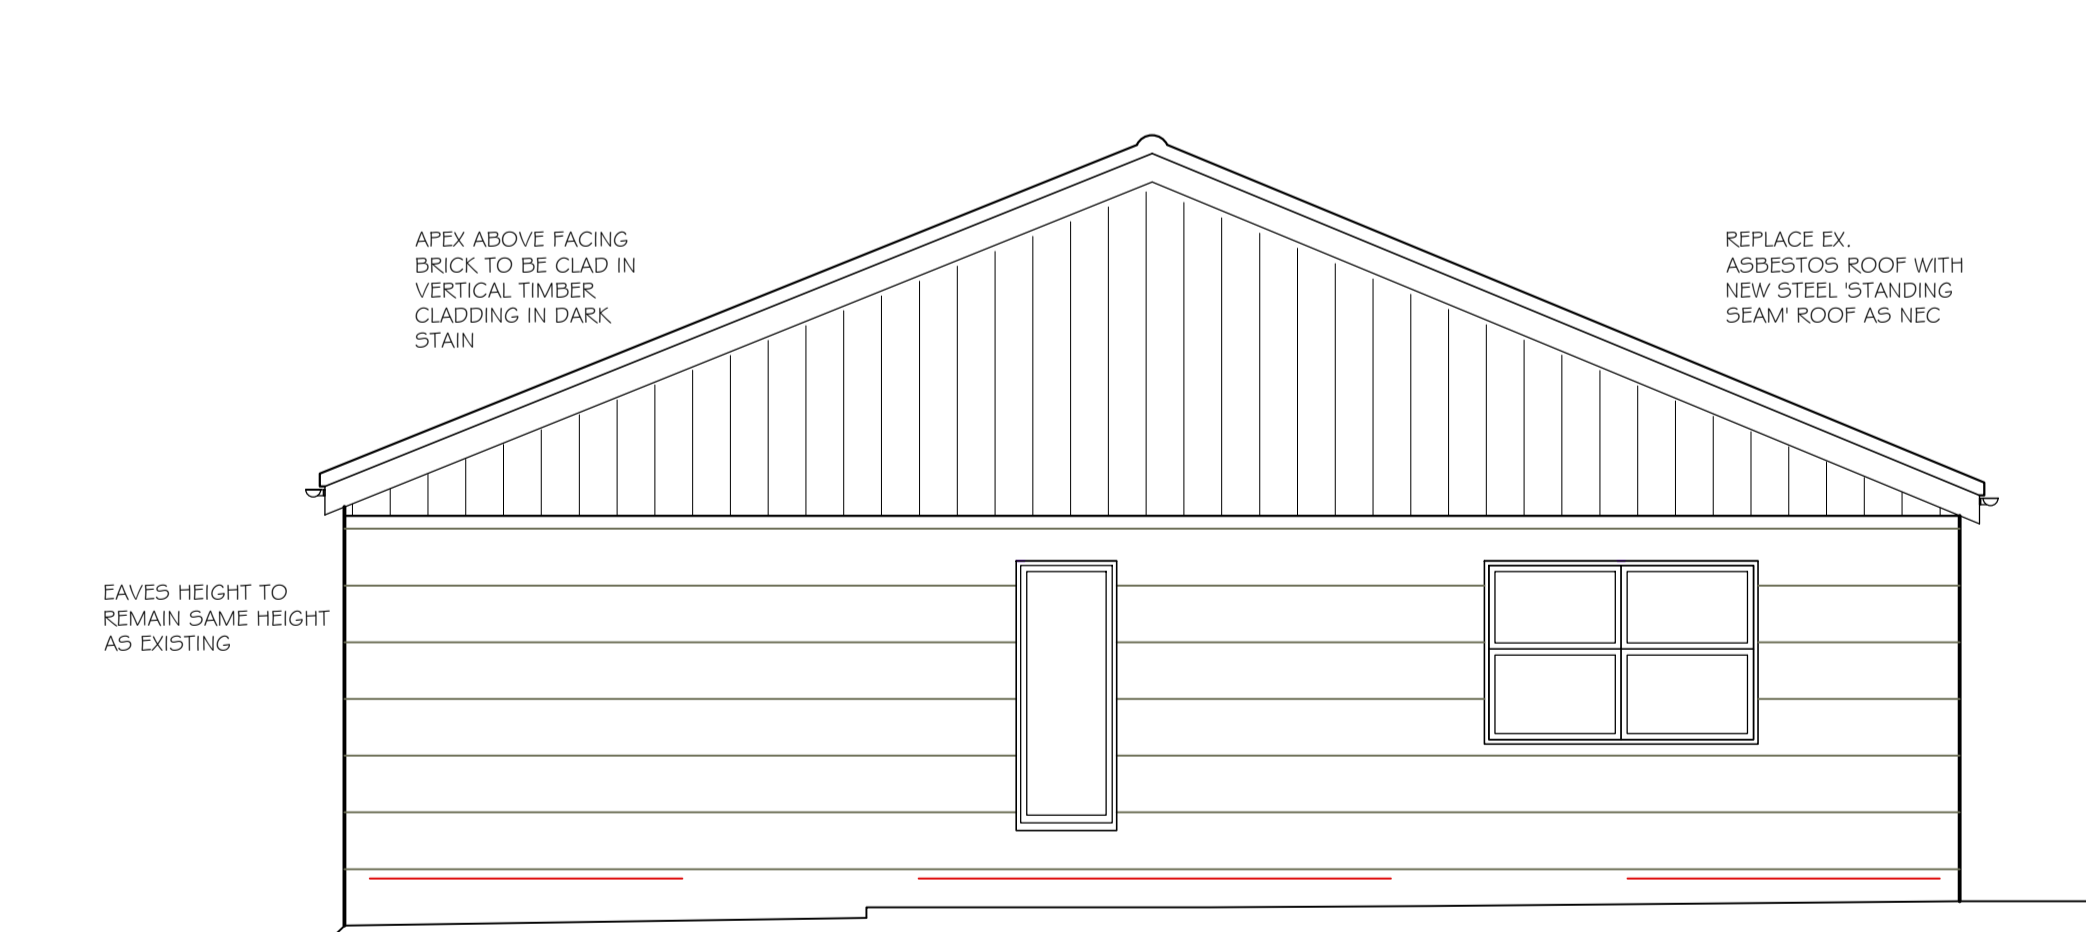 APEX ABOVE FACING
BRICK TO BE CLAD IN
VERTICAL TIMBER
CLADDING IN DARK
STAIN
REPLACE EX.
ASBESTOS ROOF WITH
NEW STEEL 'STANDING
SEAM' ROOF AS NEC
EAVES HEIGHT TO
REMAIN SAME HEIGHT
AS EXISTING